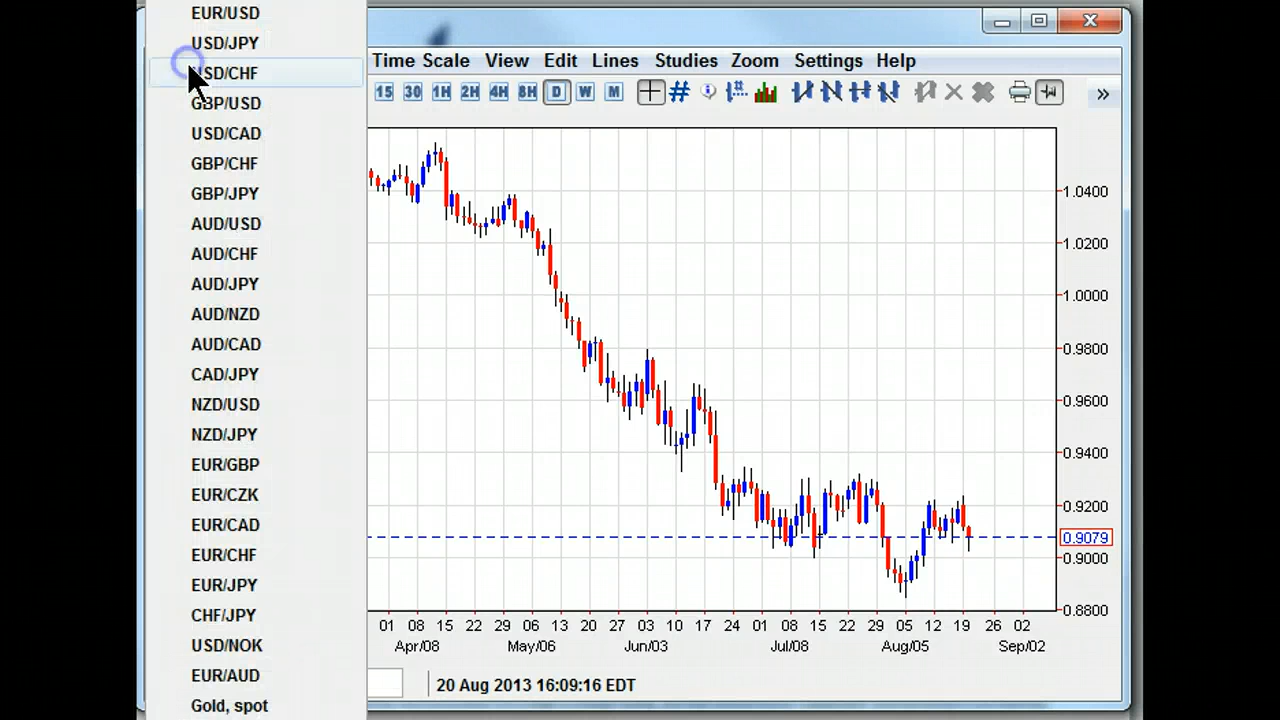 EUR/USD
USD/JPY
USD/CHF
GBP/USD
USD/CAD
GBP/CHF
GBP/JPY
AUD/USD
AUD/CHF
AUD/JPY
AUD/NZD
AUD/CAD
CAD/JPY
NZD/USD
NZD/JPY
EUR/GBP
EUR/CZK
EUR/CAD
EUR/CHF
EUR/JPY
CHF/JPY
USD/NOK
EUR/AUD
Gold, spot
Time Scale View Edit Lines Studies Zoom Settings Help
15 30 1H 2H 4H 8H D W M
1.0400
1.0200
1.0000
0.9800
0.9600
0.9400
0.9200
0.9079
0.9000
0.8800
01 08 15 22 29 06 13 20 27 03 10 17 24 01 08 15 22 29 05 12 19 26 02
Apr/08 May/06 Jun/03 Jul/08 Aug/05 Sep/02
20 Aug 2013 16:09:16 EDT